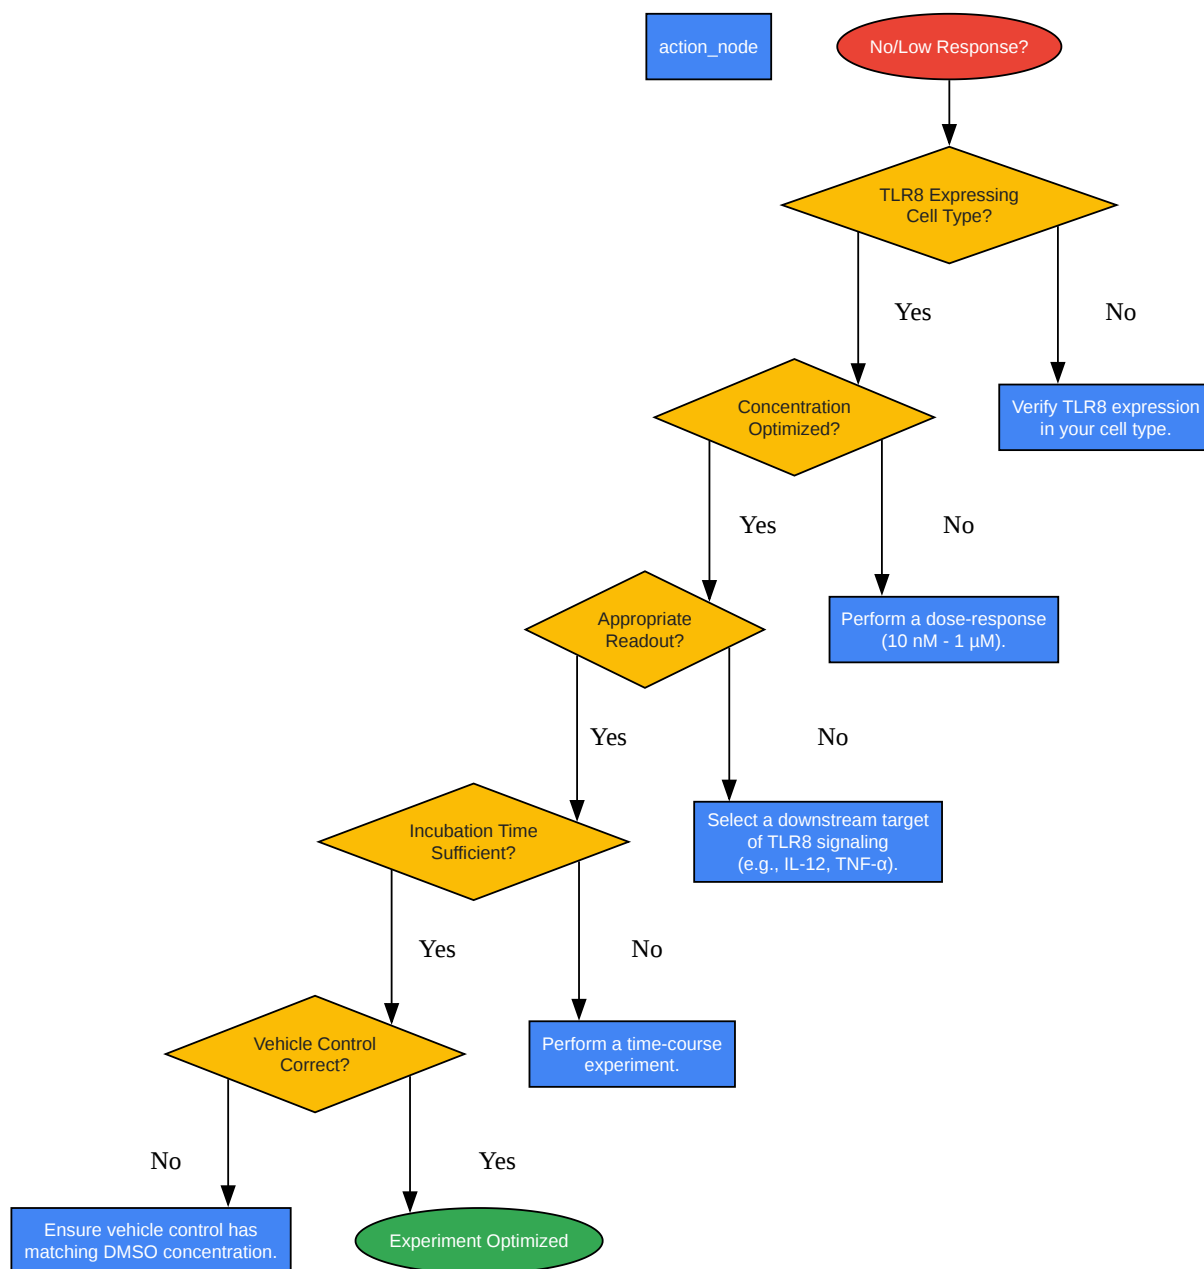 action_node
No/Low Response?
TLR8 Expressing
Cell Type?
Yes
No
Concentration
Optimized?
Verify TLR8 expression
in your cell type.
Yes
No
Appropriate
Readout?
Perform a dose-response
(10 nM - 1 µM).
Yes
No
Incubation Time
Sufficient?
Select a downstream target
of TLR8 signaling
(e.g., IL-12, TNF-α).
Yes
No
Vehicle Control
Correct?
Perform a time-course
experiment.
No
Yes
Ensure vehicle control has
matching DMSO concentration.
Experiment Optimized